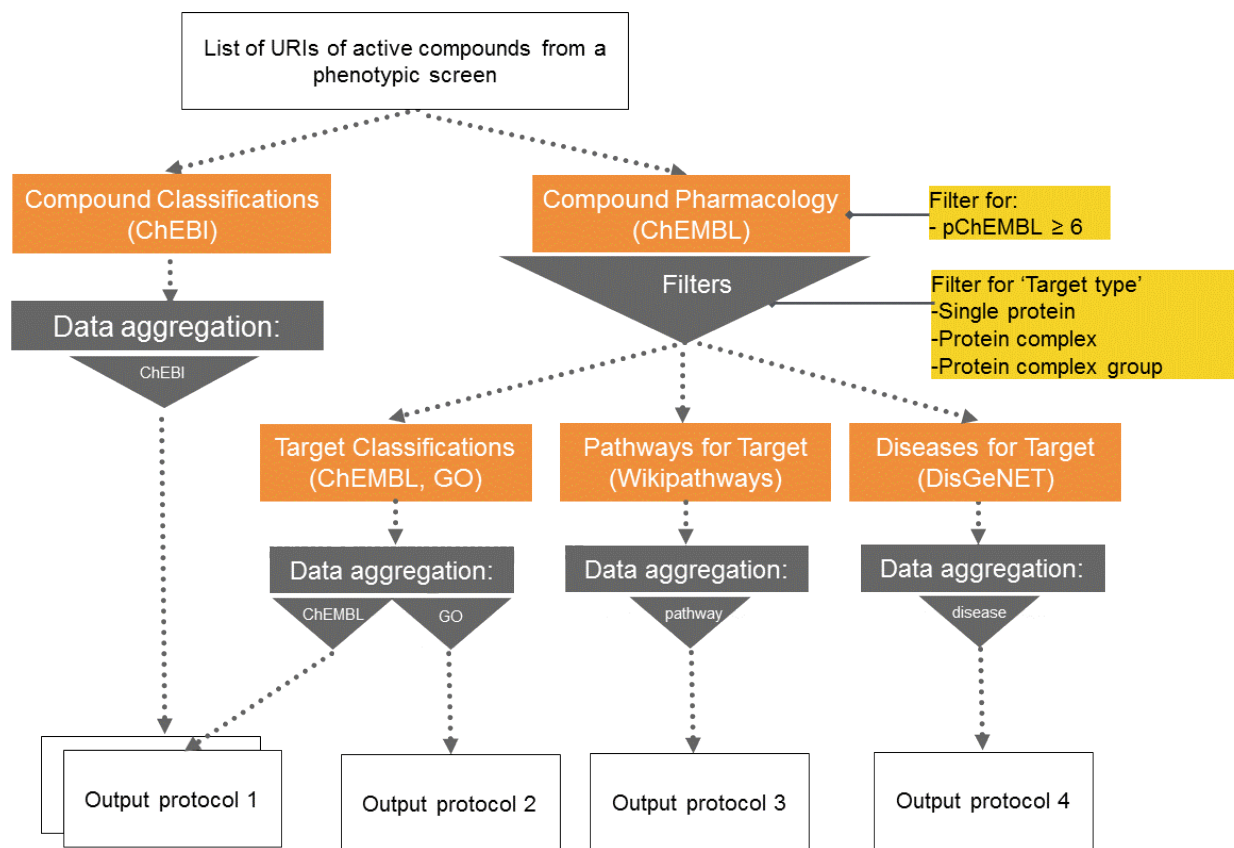 List of URIs of active compounds from a
phenotypic screen
Compound Classifications
(ChEBI)
Compound Pharmacology
(ChEMBL)
Filter for:
- pChEMBL ≥ 6
Filters
Filter for ‘Target type’
-Single protein
-Protein complex
-Protein complex group
Data aggregation:
ChEBI
Target Classifications
(ChEMBL, GO)
Pathways for Target
(Wikipathways)
Diseases for Target
(DisGeNET)
Data aggregation:
ChEMBL
GO
Data aggregation:
pathway
Data aggregation:
disease
Output protocol 1
Output protocol 2
Output protocol 3
Output protocol 4